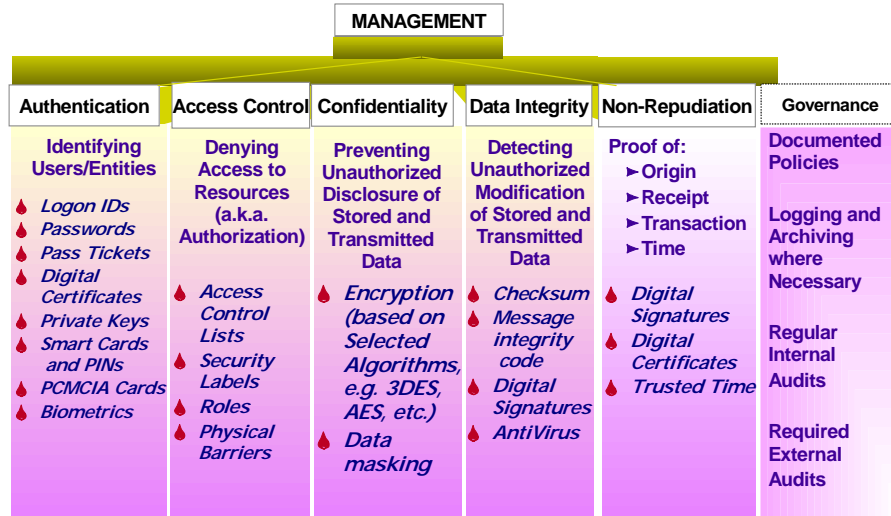 MANAGEMENT
Authentication
Identifying
Users/Entities
Logon IDs
Passwords
Pass Tickets
Digital
Certificates
Private Keys
Smart Cards
and PINs
PCMCIA Cards
Biometrics
Access Control
Denying
Access to
Resources
(a.k.a.
Authorization)
Access
Control
Lists
Security
Labels
Roles
Physical
Barriers
Confidentiality
Preventing
Unauthorized
Disclosure of
Stored and
Transmitted
Data
Encryption
(based on
Selected
Algorithms,
e.g. 3DES,
AES, etc.)
Data
masking
Data Integrity
Detecting
Unauthorized
Modification
of Stored and
Transmitted
Data
Checksum
Message
integrity
code
Digital
Signatures
AntiVirus
Non-Repudiation
Proof of:
➤ Origin
➤ Receipt
➤ Transaction
➤ Time
Digital
Signatures
Digital
Certificates
Trusted Time
Governance
Documented
Policies
Logging and
Archiving
where
Necessary
Regular
Internal
Audits
Required
External
Audits